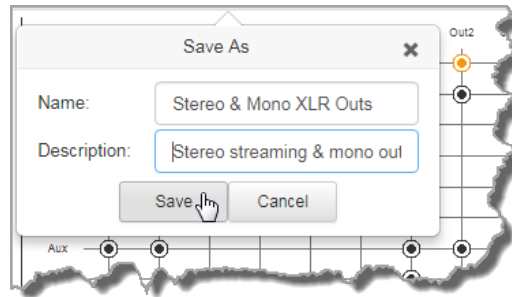 Out2
Save As
Name:
Stereo & Mono XLR Outs
Description:
Stereo streaming & mono out
Save
Cancel
Aux